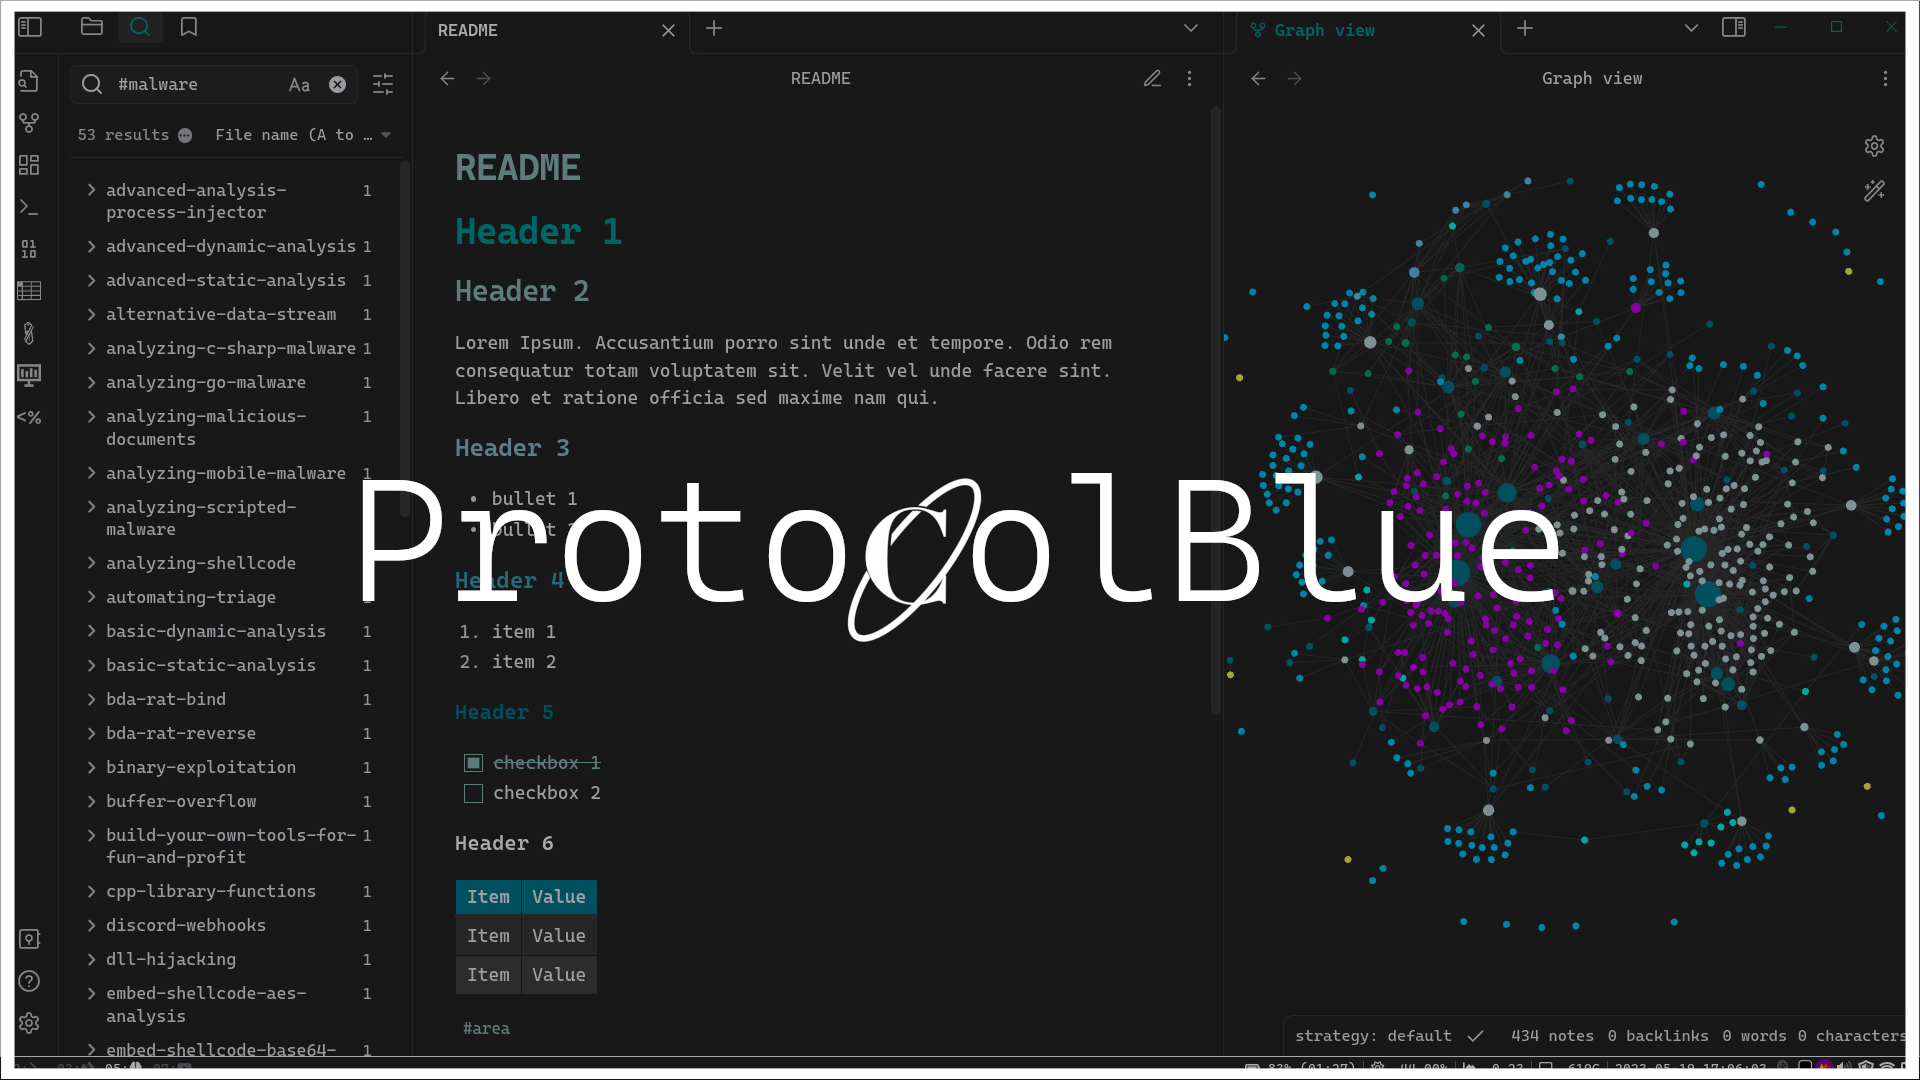 README
Graph view
#malware
Aa
README
Graph view
53 results
File name (A to …
advanced-analysis-
process-injector 1
advanced-dynamic-analysis 1
advanced-static-analysis 1
alternative-data-stream 1
analyzing-c-sharp-malware 1
analyzing-go-malware 1
analyzing-malicious-
documents 1
analyzing-mobile-malware 1
analyzing-scripted-
malware
analyzing-shellcode
automating-triage
basic-dynamic-analysis 1
basic-static-analysis 1
bda-rat-bind 1
bda-rat-reverse 1
binary-exploitation 1
buffer-overflow 1
build-your-own-tools-for-
fun-and-profit 1
cpp-library-functions 1
discord-webhooks 1
dll-hijacking 1
embed-shellcode-aes-
analysis 1
embed-shellcode-base64- 1
README
Header 1
Header 2
Lorem Ipsum. Accusantium porro sint unde et tempore. Odio rem
consequatur totam voluptatem sit. Velit vel unde facere sint.
Libero et ratione officia sed maxime nam qui.
Header 3
• bullet 1
ProtocolBlue
Header 4
1. item 1
2. item 2
Header 5
checkbox 1
checkbox 2
Header 6
Item Value
Item Value
Item Value
#area
strategy: default
434 notes 0 backlinks 0 words 0 characters